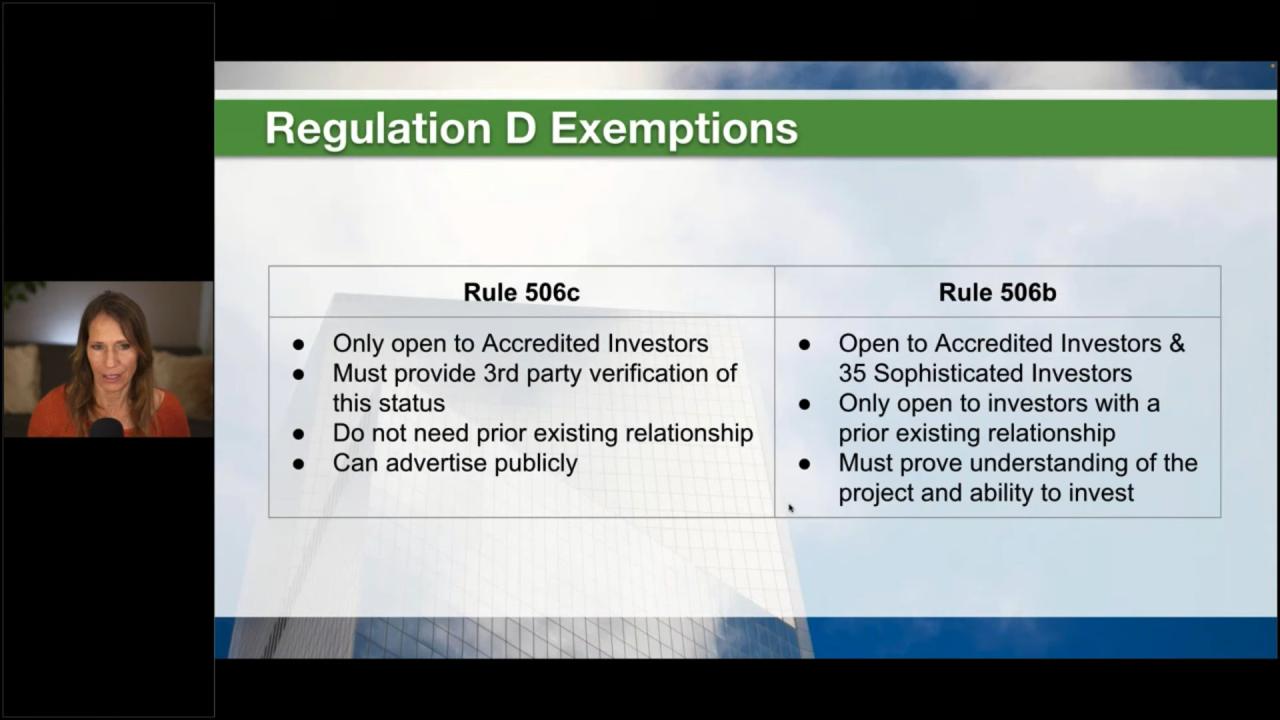 Regulation D Exemptions
Rule 506c
● Only open to Accredited Investors
● Must provide 3rd party verification of
this status
● Do not need prior existing relationship
● Can advertise publicly
Rule 506b
● Open to Accredited Investors &
35 Sophisticated Investors
● Only open to investors with a
prior existing relationship
● Must prove understanding of the
project and ability to invest